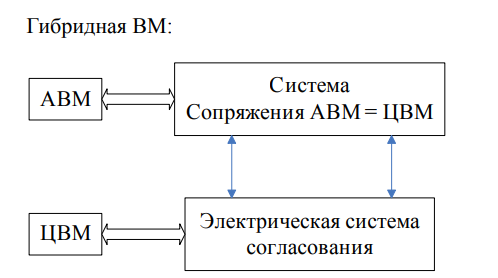 Гибридная ВМ:
АВМ
Система
Сопряжения АВМ = ЦВМ
ЦВМ
Электрическая система
согласования